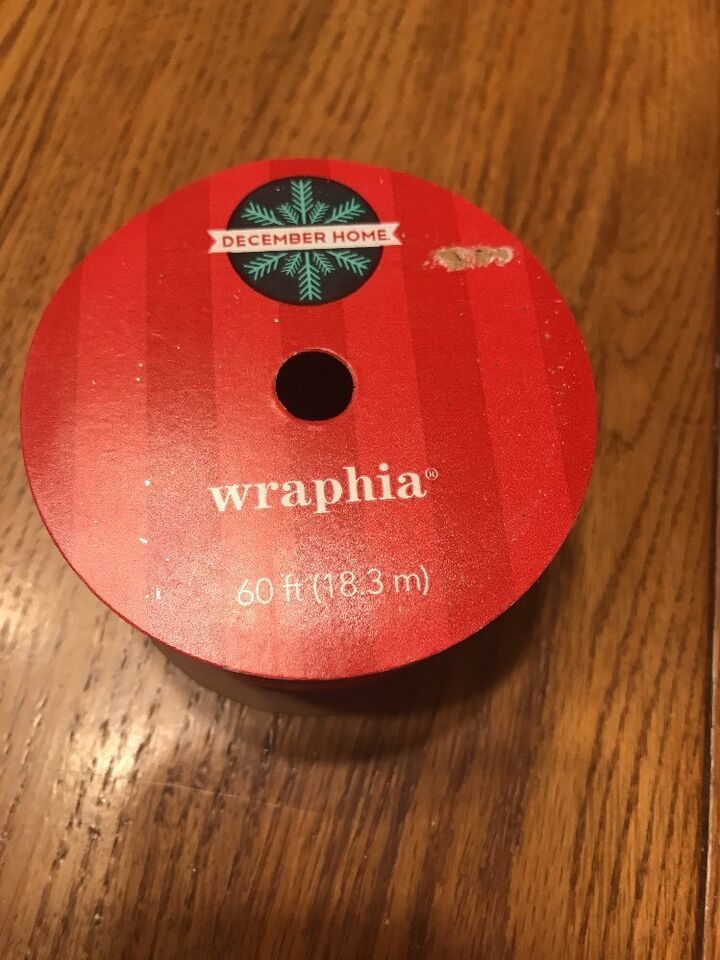 DECEMBER HOME.
wraphia®
60 ft (18.3 m)